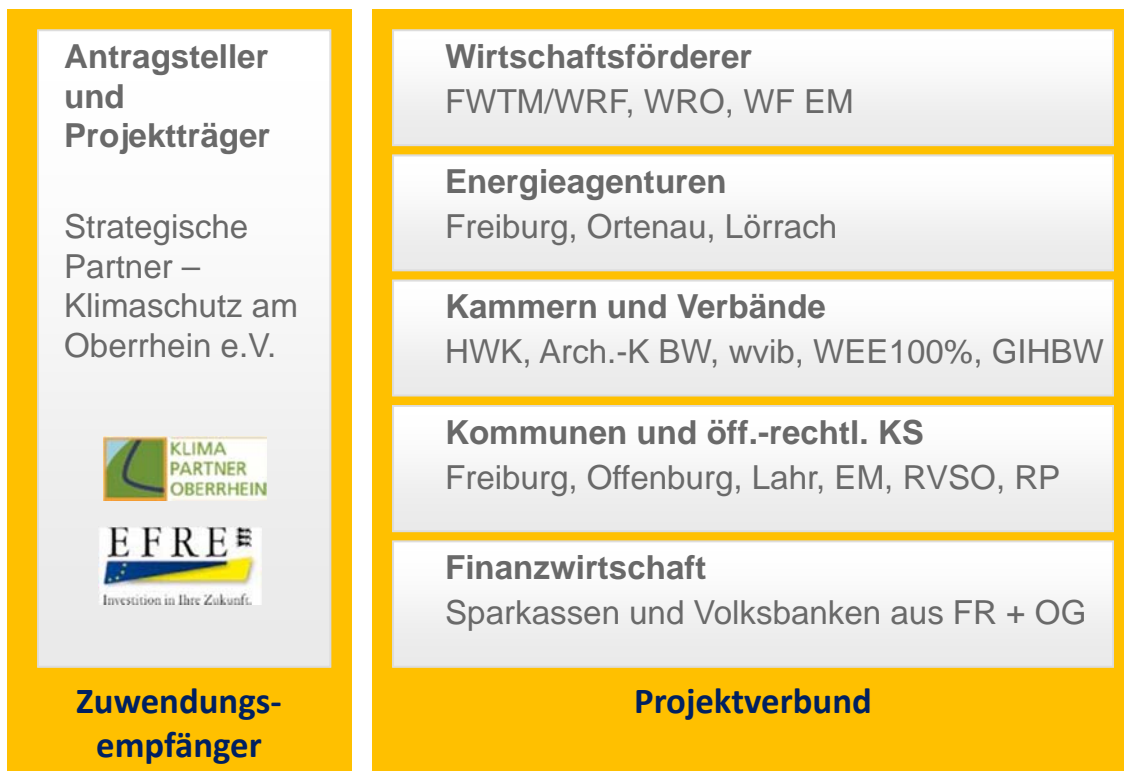 Antragsteller
und
Projektträger
Strategische
Partner –
Klimaschutz am
Oberrhein e.V.
KLIMA
PARTNER
OBERRHEIN
EFRE
Investition in Ihre Zukunft.
Zuwendungs-
empfänger
Wirtschaftsförderer
FWTM/WRF, WRO, WF EM
Energieagenturen
Freiburg, Ortenau, Lörrach
Kammern und Verbände
HWK, Arch.-K BW, wvib, WEE100%, GIHBW
Kommunen und öff.-rechtl. KS
Freiburg, Offenburg, Lahr, EM, RVSO, RP
Finanzwirtschaft
Sparkassen und Volksbanken aus FR + OG
Projektverbund